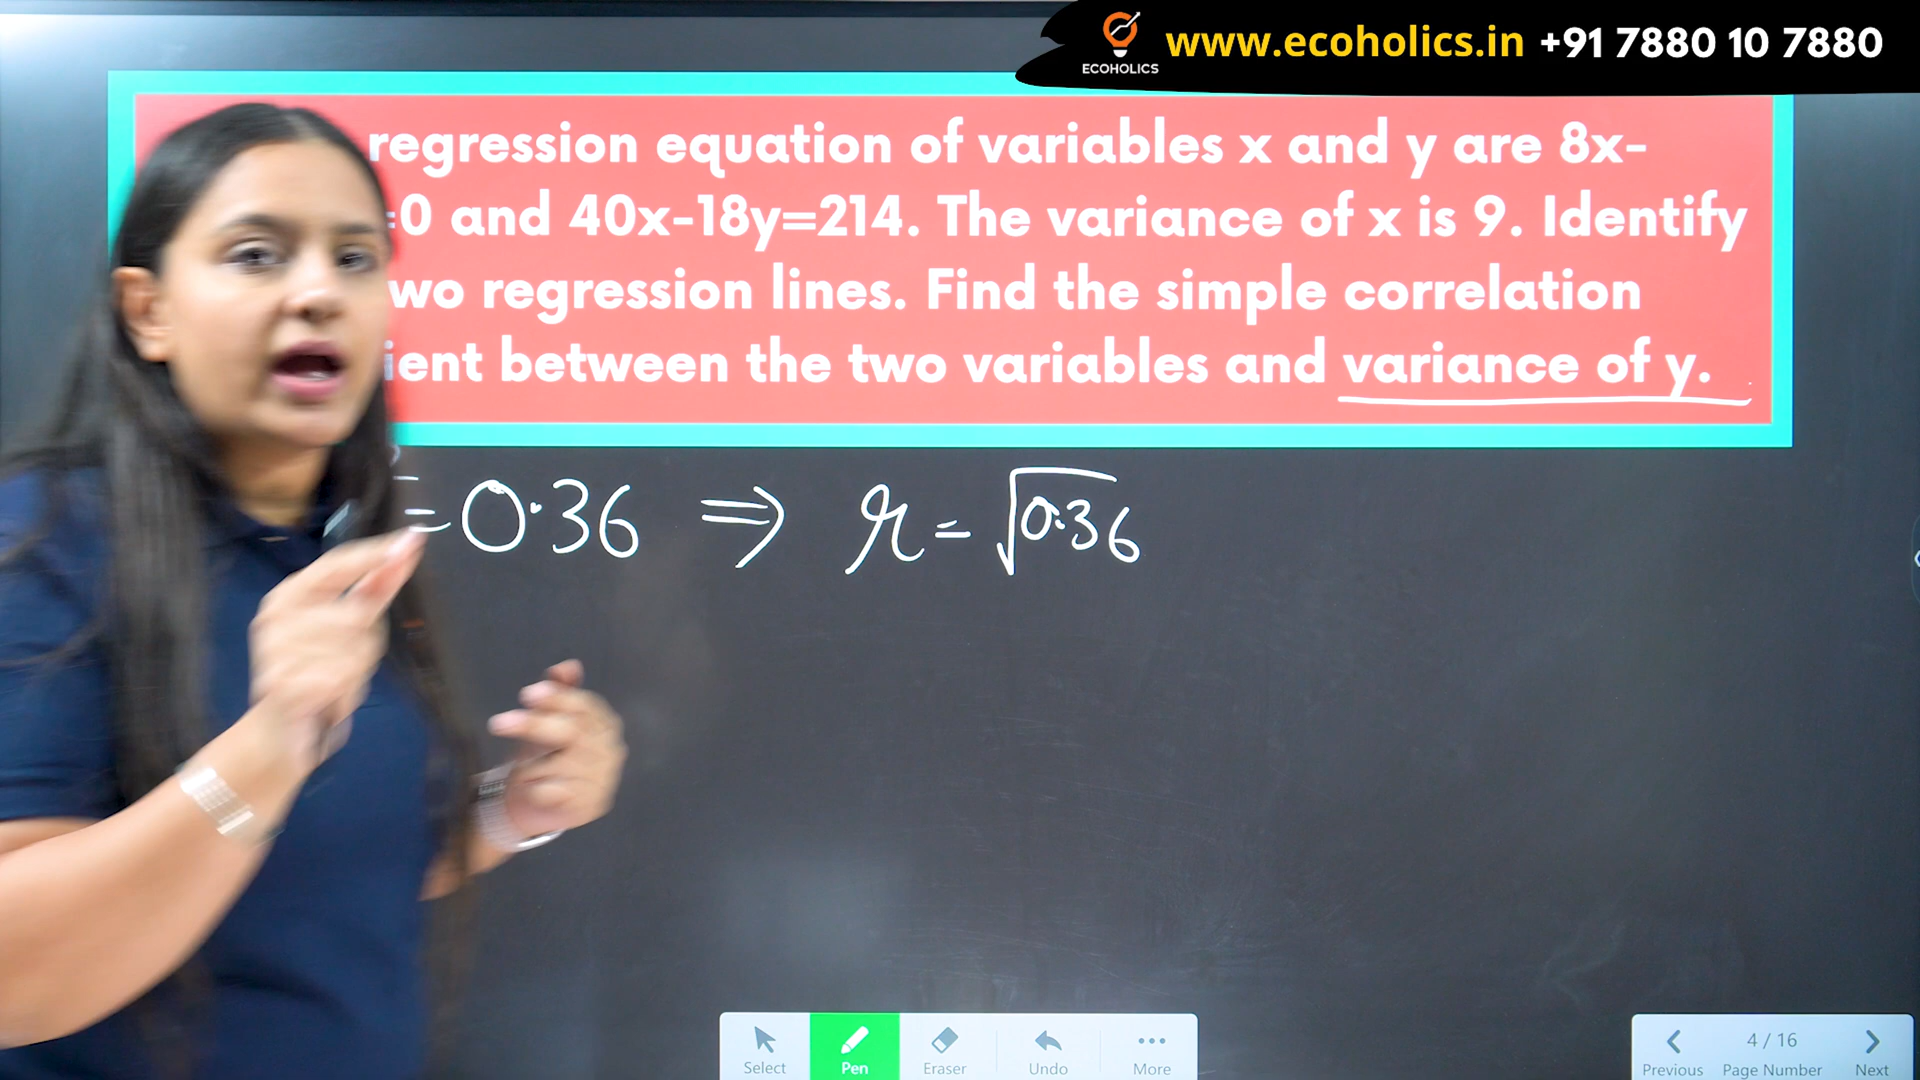 ECOHOLICS
www.ecoholics.in +91 7880 10 7880
regression equation of variables x and y are 8x-
=0 and 40x-18y=214. The variance of x is 9. Identify
wo regression lines. Find the simple correlation
ient between the two variables and variance of y.
=0.36 ⇒ r = √0.36
Select
Pen
Eraser
Undo
More
Previous
4 / 16
Page Number
Next